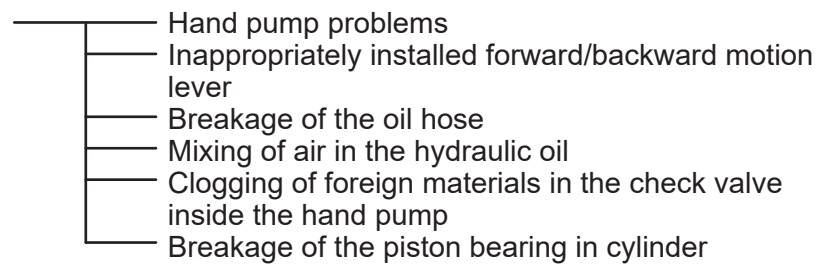 Hand pump problems
Inappropriately installed forward/backward motion
lever
Breakage of the oil hose
Mixing of air in the hydraulic oil
Clogging of foreign materials in the check valve
inside the hand pump
Breakage of the piston bearing in cylinder